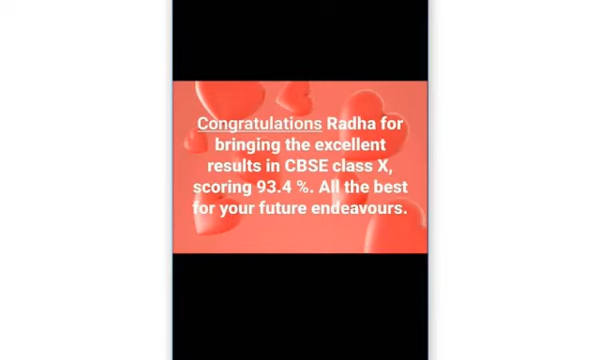 Congratulations Radha for
bringing the excellent
results in CBSE class X,
scoring 93.4 %. All the best
for your future endeavours.